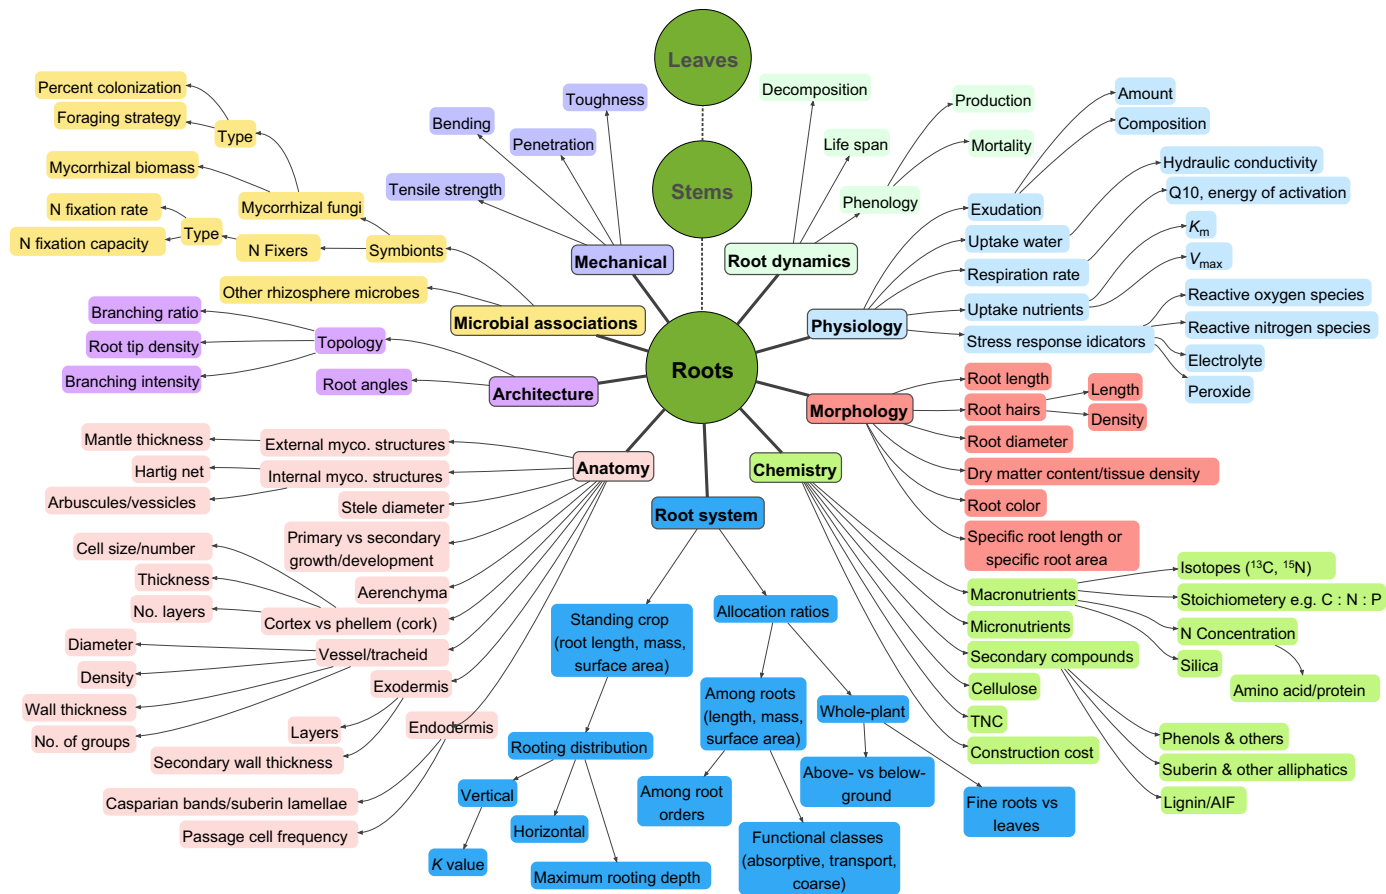 Leaves
Stems
Roots
Mechanical
Toughness
Bending
Penetration
Tensile strength
Root dynamics
Decomposition
Life span
Phenology
Production
Mortality
Physiology
Exudation
Amount
Composition
Uptake water
Hydraulic conductivity
Respiration rate
Q10, energy of activation
Uptake nutrients
Km
Vmax
Stress response idicators
Reactive oxygen species
Reactive nitrogen species
Electrolyte
Peroxide
Microbial associations
Symbionts
Mycorrhizal fungi
Type
Percent colonization
Foraging strategy
Mycorrhizal biomass
N Fixers
Type
N fixation rate
N fixation capacity
Other rhizosphere microbes
Architecture
Topology
Branching ratio
Root tip density
Branching intensity
Root angles
Morphology
Root length
Root hairs
Length
Density
Root diameter
Dry matter content/tissue density
Root color
Specific root length or
specific root area
Anatomy
External myco. structures
Mantle thickness
Internal myco. structures
Hartig net
Arbuscules/vessicles
Stele diameter
Primary vs secondary
growth/development
Aerenchyma
Cortex vs phellem (cork)
Cell size/number
Thickness
No. layers
Vessel/tracheid
Diameter
Density
Wall thickness
No. of groups
Exodermis
Layers
Secondary wall thickness
Endodermis
Casparian bands/suberin lamellae
Passage cell frequency
Root system
Standing crop
(root length, mass,
surface area)
Rooting distribution
Vertical
K value
Horizontal
Maximum rooting depth
Allocation ratios
Among roots
(length, mass,
surface area)
Among root
orders
Functional classes
(absorptive, transport,
coarse)
Whole-plant
Above- vs below-
ground
Fine roots vs
leaves
Chemistry
Macronutrients
Isotopes (¹³C, ¹⁵N)
Stoichiometery e.g. C : N : P
N Concentration
Amino acid/protein
Silica
Micronutrients
Secondary compounds
Phenols & others
Suberin & other alliphatics
Lignin/AIF
Cellulose
TNC
Construction cost